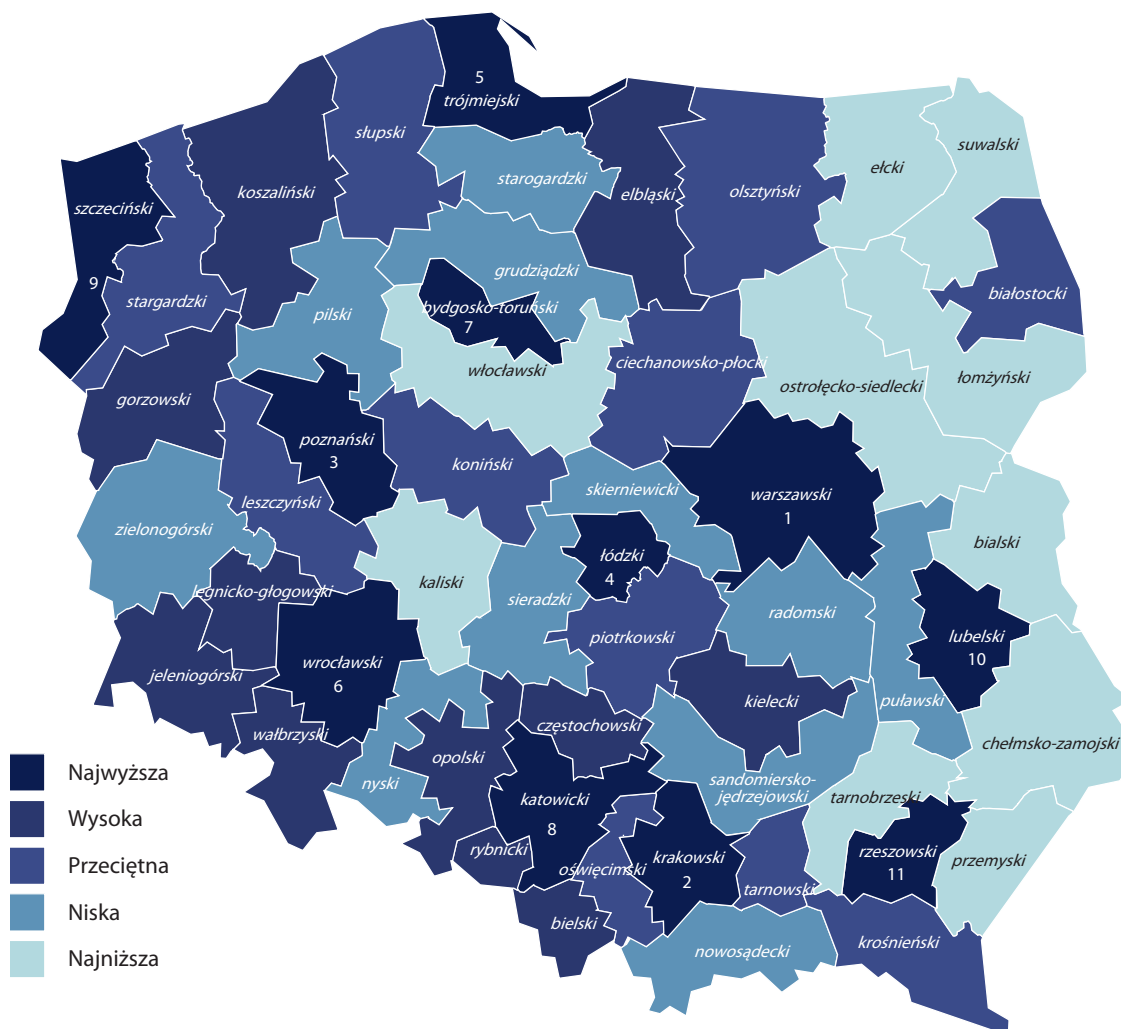 5
trójmiejski
słupski
suwalski
ełcki
starogardzki
koszaliński
elbląski
olsztyński
szczeciński
9
stargardzki
grudziądzki
białostocki
bydgosko-toruński
7
pilski
włocławski
ciechanowsko-płocki
ostrołęcko-siedlecki
łomżyński
gorzowski
poznański
3
koniński
skierniewicki
warszawski
1
leszczyński
zielonogórski
łódzki
4
bialski
kaliski
legnicko-głogowski
sieradzki
radomski
piotrkowski
lubelski
10
wrocławski
6
jeleniogórski
kielecki
puławski
częstochowski
wałbrzyski
opolski
chełmsko-zamojski
nyski
sandomiersko-
jędrzejowski
tarnobrzeski
katowicki
8
rybnicki
oświęcimski
krakowski
2
tarnowski
rzeszowski
11
przemyski
bielski
nowosądecki
krośnieński
Najwyższa
Wysoka
Przeciętna
Niska
Najniższa